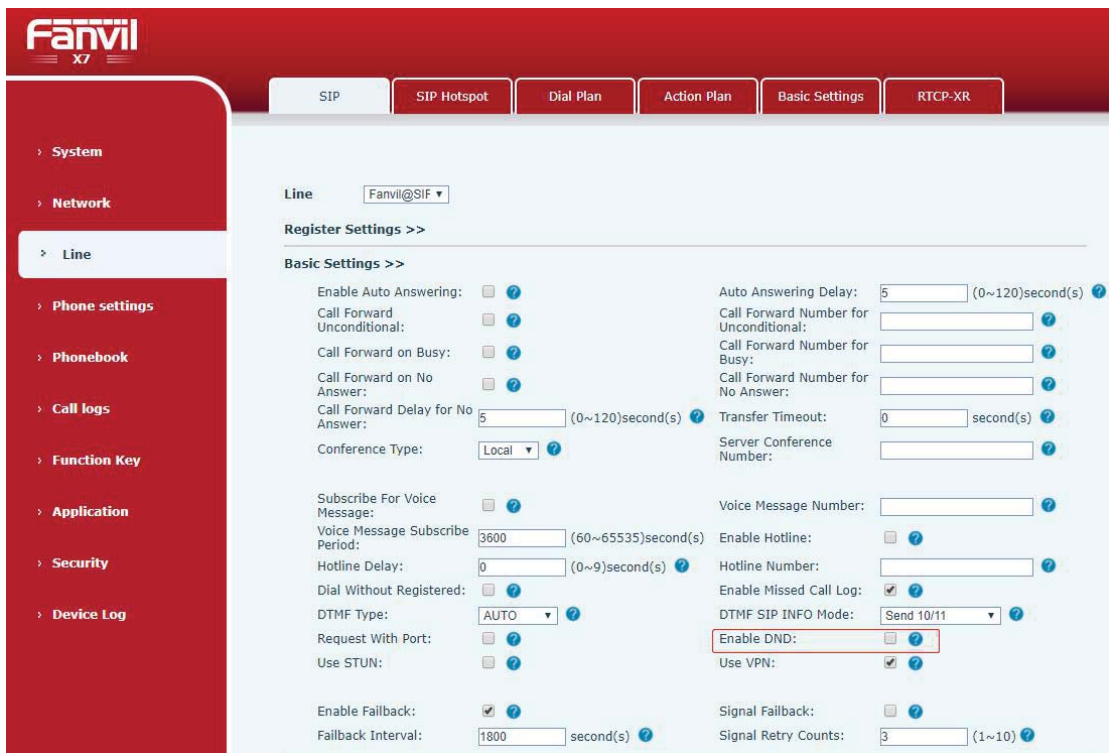 Fanvil
X7
SIP SIP Hotspot Dial Plan Action Plan Basic Settings RTCP-XR
› System
› Network
› Line
› Phone settings
› Phonebook
› Call logs
› Function Key
› Application
› Security
› Device Log
Line Fanvil@SIF
Register Settings >>
Basic Settings >>
Enable Auto Answering: Auto Answering Delay: 5 (0~120)second(s)
Call Forward Unconditional: Call Forward Number for Unconditional:
Call Forward on Busy: Call Forward Number for Busy:
Call Forward on No Answer: Call Forward Number for No Answer:
Call Forward Delay for No Answer: 5 (0~120)second(s) Transfer Timeout: 0 second(s)
Conference Type: Local Server Conference Number:
Subscribe For Voice Message: Voice Message Number:
Voice Message Subscribe Period: 3600 (60~65535)second(s) Enable Hotline:
Hotline Delay: 0 (0~9)second(s) Hotline Number:
Dial Without Registered: Enable Missed Call Log:
DTMF Type: AUTO DTMF SIP INFO Mode: Send 10/11
Request With Port: Enable DND:
Use STUN: Use VPN:
Enable Failback: Signal Failback:
Failback Interval: 1800 second(s) Signal Retry Counts: 3 (1~10)